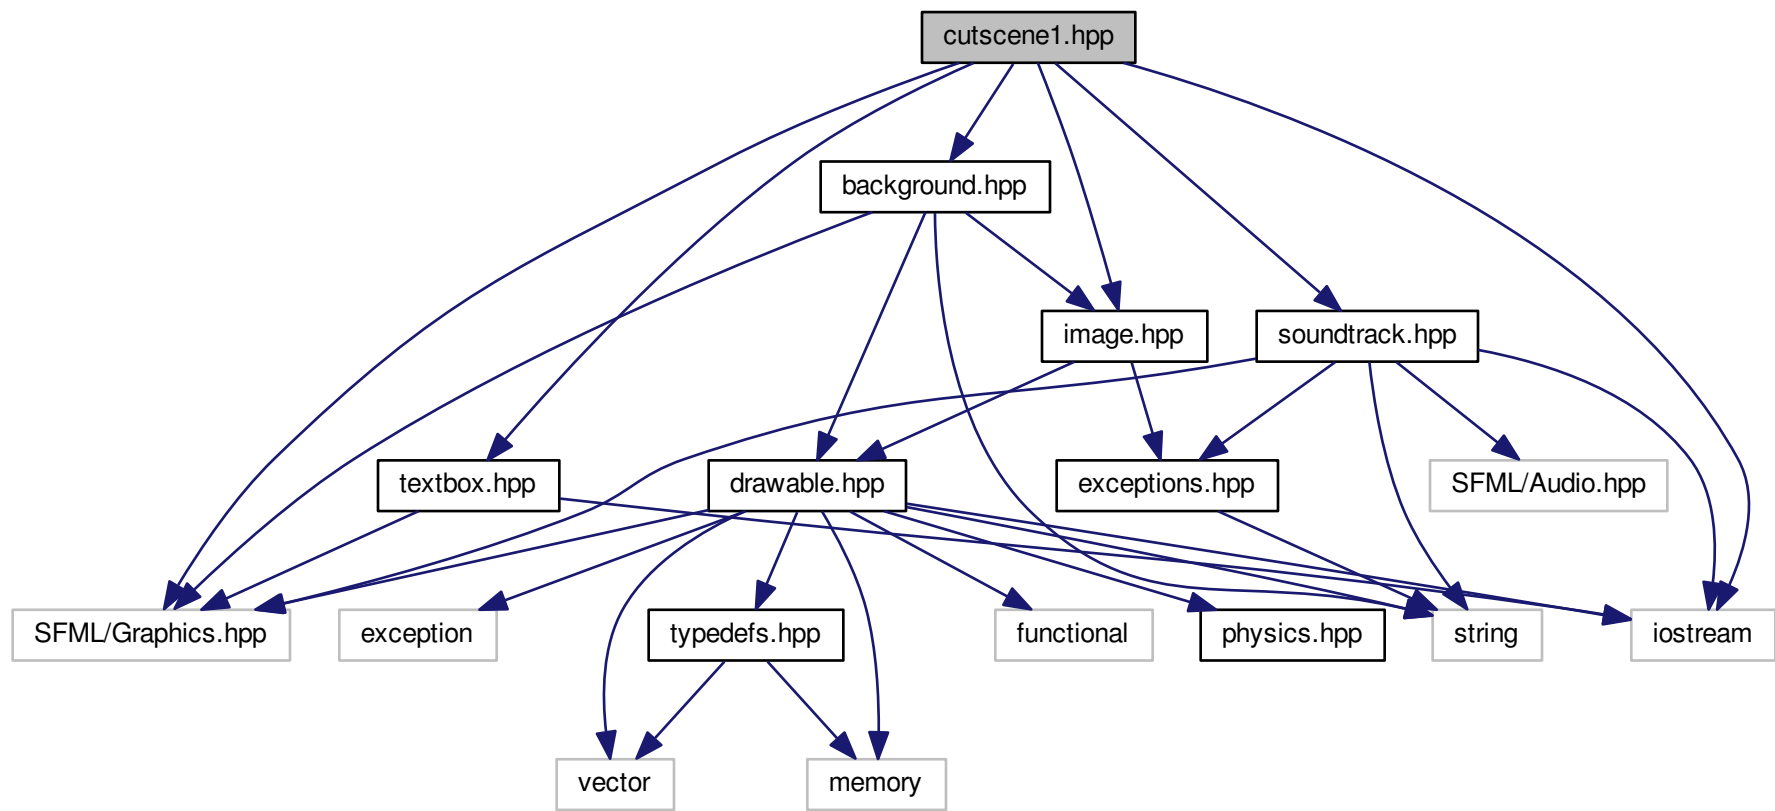 cutscene1.hpp
background.hpp
image.hpp
soundtrack.hpp
textbox.hpp
drawable.hpp
exceptions.hpp
SFML/Audio.hpp
SFML/Graphics.hpp
exception
typedefs.hpp
functional
physics.hpp
string
iostream
vector
memory